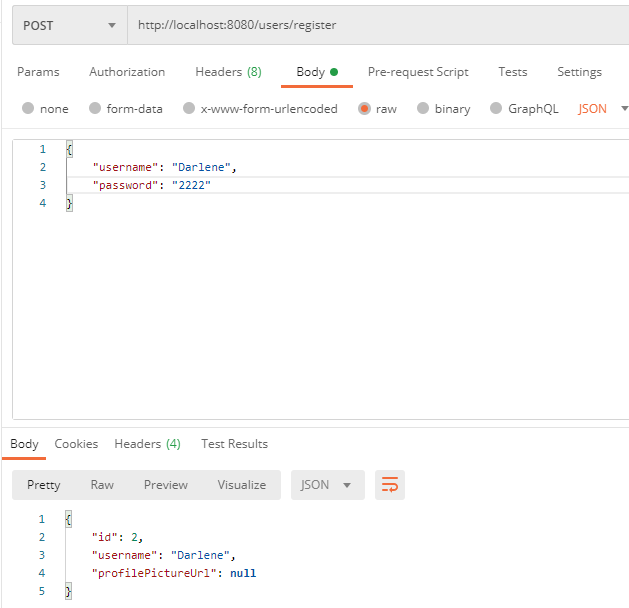 POST http://localhost:8080/users/register
Params Authorization Headers (8) Body Pre-request Script Tests Settings
none form-data x-www-form-urlencoded raw binary GraphQL JSON
1 {
2 "username": "Darlene",
3 "password": "2222"
4 }
Body Cookies Headers (4) Test Results
Pretty Raw Preview Visualize JSON
1 {
2 "id": 2,
3 "username": "Darlene",
4 "profilePictureUrl": null
5 }